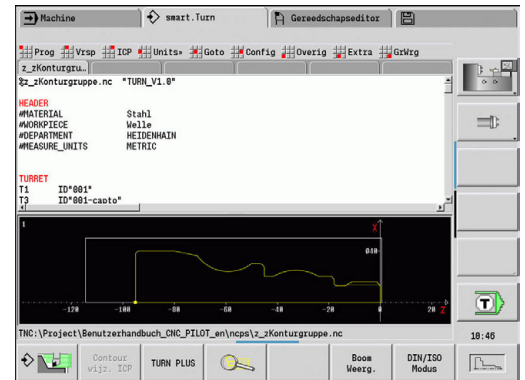 Machine
smart.Turn
Gereedschapseditor
Prog Vrsp ICP Units» Goto Config Overig Extra GrWrg
z_zKonturgru…
%z_zKonturgruppe.nc "TURN_V1.0"
HEADER
#MATERIAL Stahl
#WORKPIECE Welle
#DEPARTMENT HEIDENHAIN
#MEASURE_UNITS METRIC
TURRET
T1 ID"001"
T3 ID"001-capto"
1
X
Ø40
-120 -100 -80 -60 -40 -20 0 20 Z
TNC:\Project\Benutzerhandbuch_CNC_PILOT_en\ncps\z_zKonturgruppe.nc
10:46
Contour wijz. ICP
TURN PLUS
Boom Weerg.
DIN/ISO Modus
T